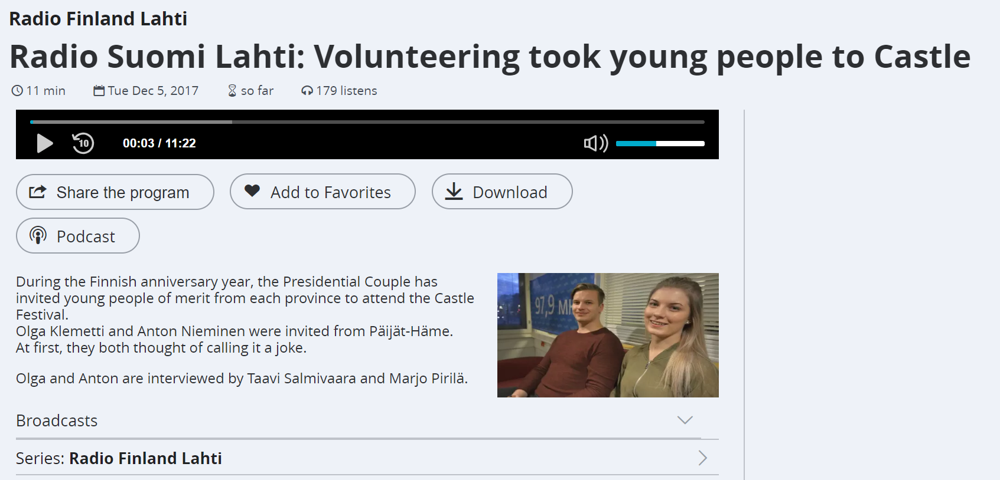 Radio Finland Lahti
Radio Suomi Lahti: Volunteering took young people to Castle
11 min Tue Dec 5, 2017 so far 179 listens
10 00:03 / 11:22
Share the program Add to Favorites Download
Podcast
During the Finnish anniversary year, the Presidential Couple has
invited young people of merit from each province to attend the Castle
Festival.
Olga Klemetti and Anton Nieminen were invited from Päijät-Häme.
At first, they both thought of calling it a joke.
Olga and Anton are interviewed by Taavi Salmivaara and Marjo Pirilä.
97,9
Broadcasts
Series: Radio Finland Lahti